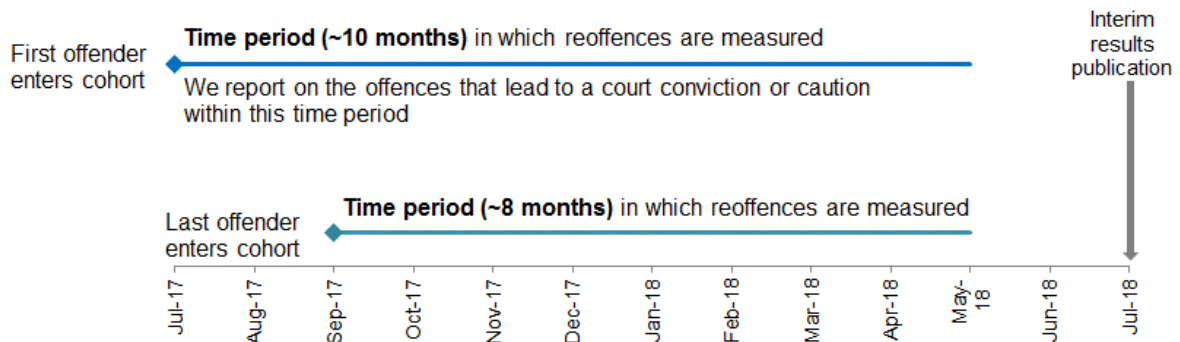 Time period (~10 months) in which reoffences are measured
First offender
enters cohort
We report on the offences that lead to a court conviction or caution
within this time period
Interim
results
publication
Time period (~8 months) in which reoffences are measured
Last offender
enters cohort
Jul-17
Aug-17
Sep-17
Oct-17
Nov-17
Dec-17
Jan-18
Feb-18
Mar-18
Apr-18
May-
18
Jun-18
Jul-18